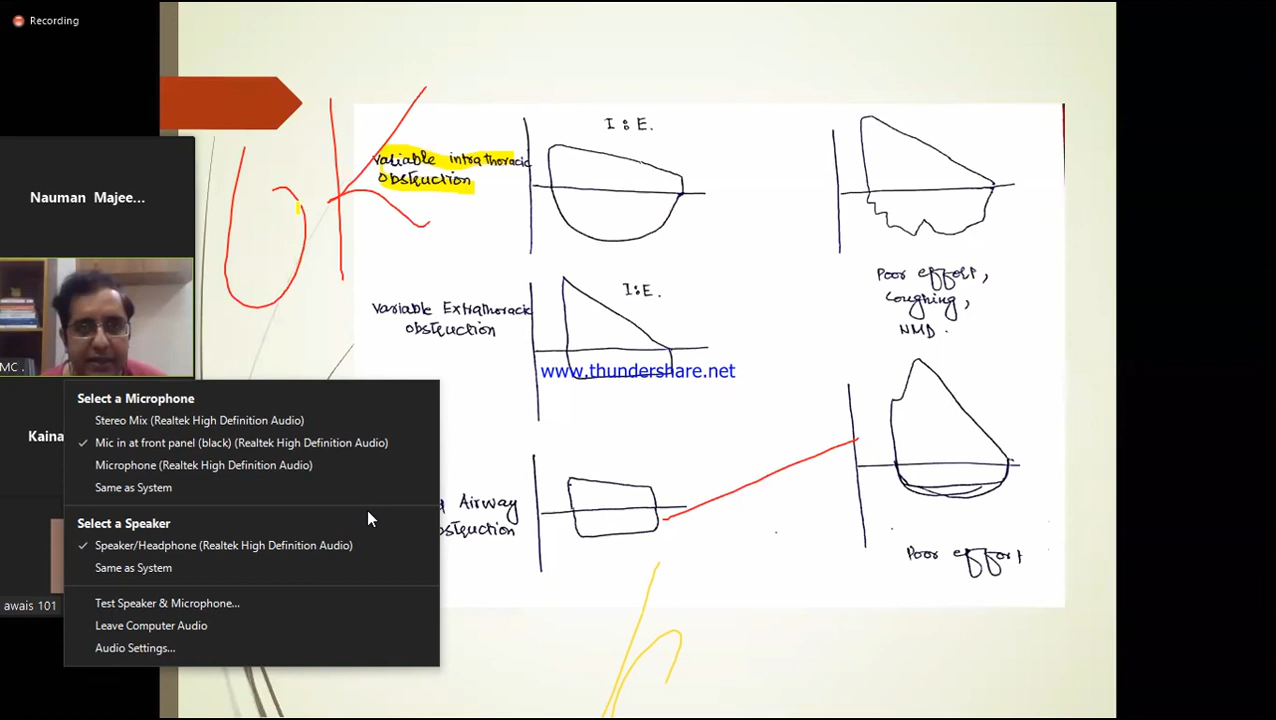 Recording
Nauman Majee...
MC .
Kaina
awais 101
Select a Microphone
Stereo Mix (Realtek High Definition Audio)
Mic in at front panel (black) (Realtek High Definition Audio)
Microphone (Realtek High Definition Audio)
Same as System
Select a Speaker
Speaker/Headphone (Realtek High Definition Audio)
Same as System
Test Speaker & Microphone...
Leave Computer Audio
Audio Settings...
OK
I : E.
Variable intrathoracic
obstruction
I:E.
Variable Extrathoracic
obstruction
www.thundershare.net
Airway
Poor effort,
coughing,
NMD.
Poor effort